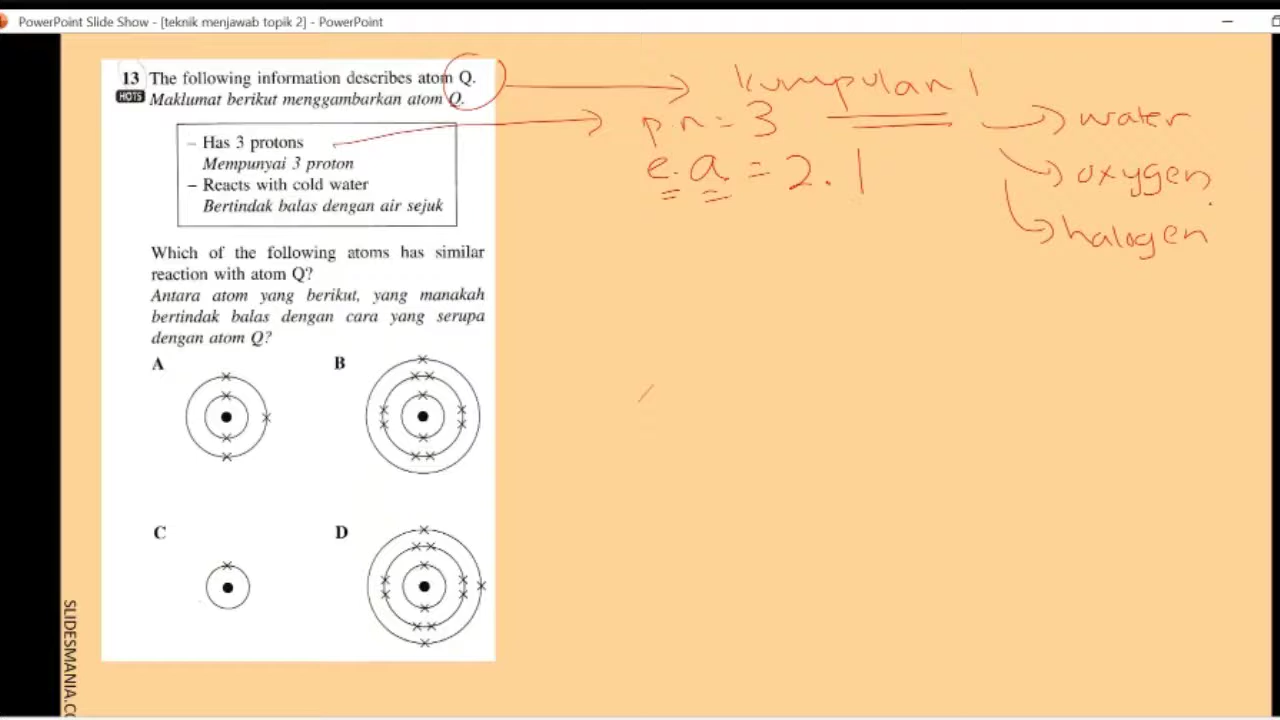 PowerPoint Slide Show - [teknik menjawab topik 2] - PowerPoint
13 The following information describes atom Q.
HOTS Maklumat berikut menggambarkan atom Q.
– Has 3 protons
Mempunyai 3 proton
– Reacts with cold water
Bertindak balas dengan air sejuk
Which of the following atoms has similar
reaction with atom Q?
Antara atom yang berikut, yang manakah
bertindak balas dengan cara yang serupa
dengan atom Q?
A
B
C
D
kumpulan 1
p.n = 3
e.a. = 2.1
water
oxygen
halogen
SLIDESMANIA.C